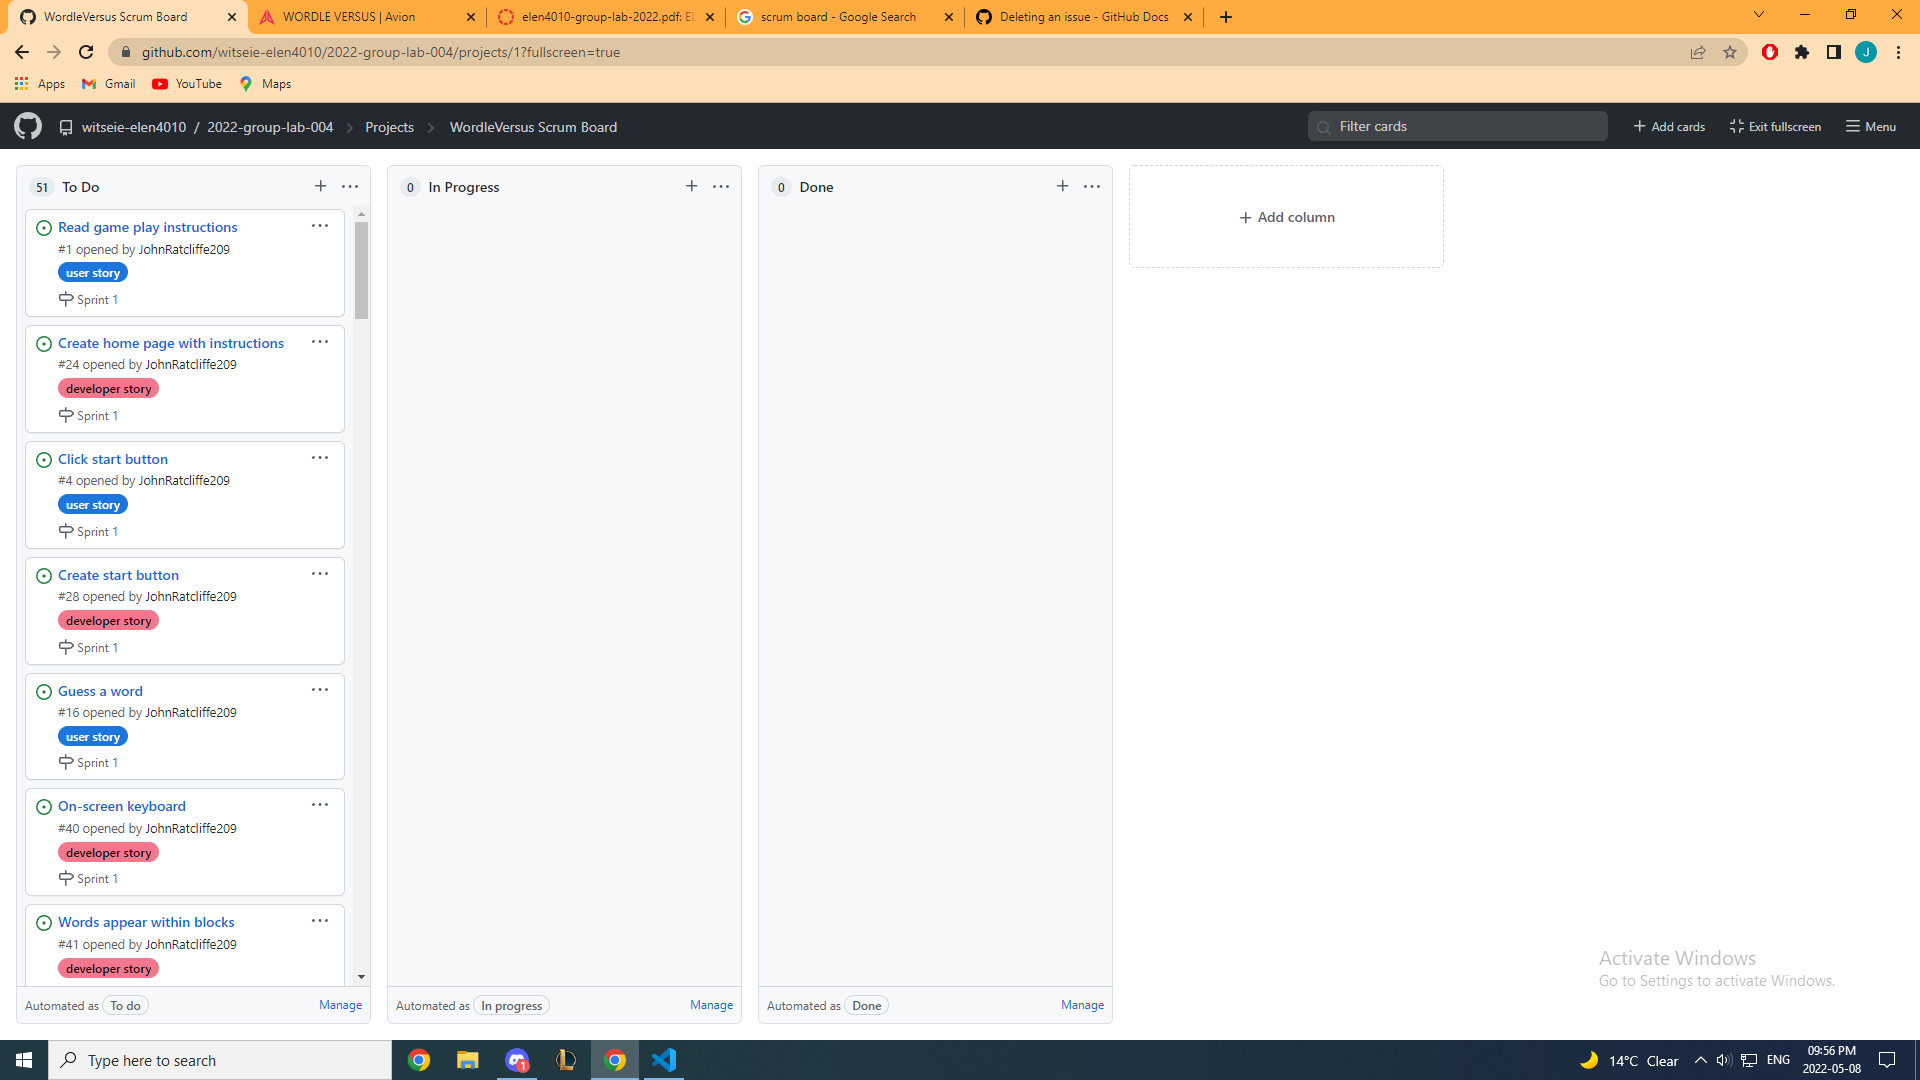 WordleVersus Scrum Board
WORDLE VERSUS | Avion
elen4010-group-lab-2022.pdf: EL
scrum board - Google Search
Deleting an issue - GitHub Docs
github.com/witseie-elen4010/2022-group-lab-004/projects/1?fullscreen=true
J
Apps
Gmail
YouTube
Maps
witseie-elen4010 / 2022-group-lab-004
Projects
WordleVersus Scrum Board
Filter cards
Add cards
Exit fullscreen
Menu
51 To Do
Read game play instructions
#1 opened by JohnRatcliffe209
user story
Sprint 1
Create home page with instructions
#24 opened by JohnRatcliffe209
developer story
Sprint 1
Click start button
#4 opened by JohnRatcliffe209
user story
Sprint 1
Create start button
#28 opened by JohnRatcliffe209
developer story
Sprint 1
Guess a word
#16 opened by JohnRatcliffe209
user story
Sprint 1
On-screen keyboard
#40 opened by JohnRatcliffe209
developer story
Sprint 1
Words appear within blocks
#41 opened by JohnRatcliffe209
developer story
Automated as To do
Manage
0 In Progress
Automated as In progress
Manage
0 Done
Automated as Done
Manage
+ Add column
Activate Windows
Go to Settings to activate Windows.
Type here to search
1
14°C Clear
ENG
09:56 PM
2022-05-08